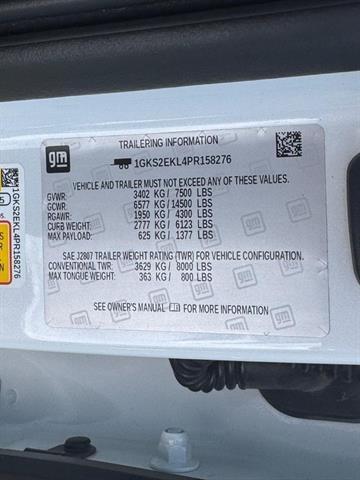 gm
TRAILERING INFORMATION
1GKS2EKL4PR158276
VEHICLE AND TRAILER MUST NOT EXCEED ANY OF THESE VALUES.
GVWR: 3402 KG / 7500 LBS
GCWR: 6577 KG / 14500 LBS
RGAWR: 1950 KG / 4300 LBS
CURB WEIGHT: 2777 KG / 6123 LBS
MAX PAYLOAD: 625 KG / 1377 LBS
SAE J2807 TRAILER WEIGHT RATING (TWR) FOR VEHICLE CONFIGURATION.
CONVENTIONAL TWR: 3629 KG / 8000 LBS
MAX TONGUE WEIGHT: 363 KG / 800 LBS
SEE OWNER'S MANUAL FOR MORE INFORMATION.
1GKS2EKL4PR158276